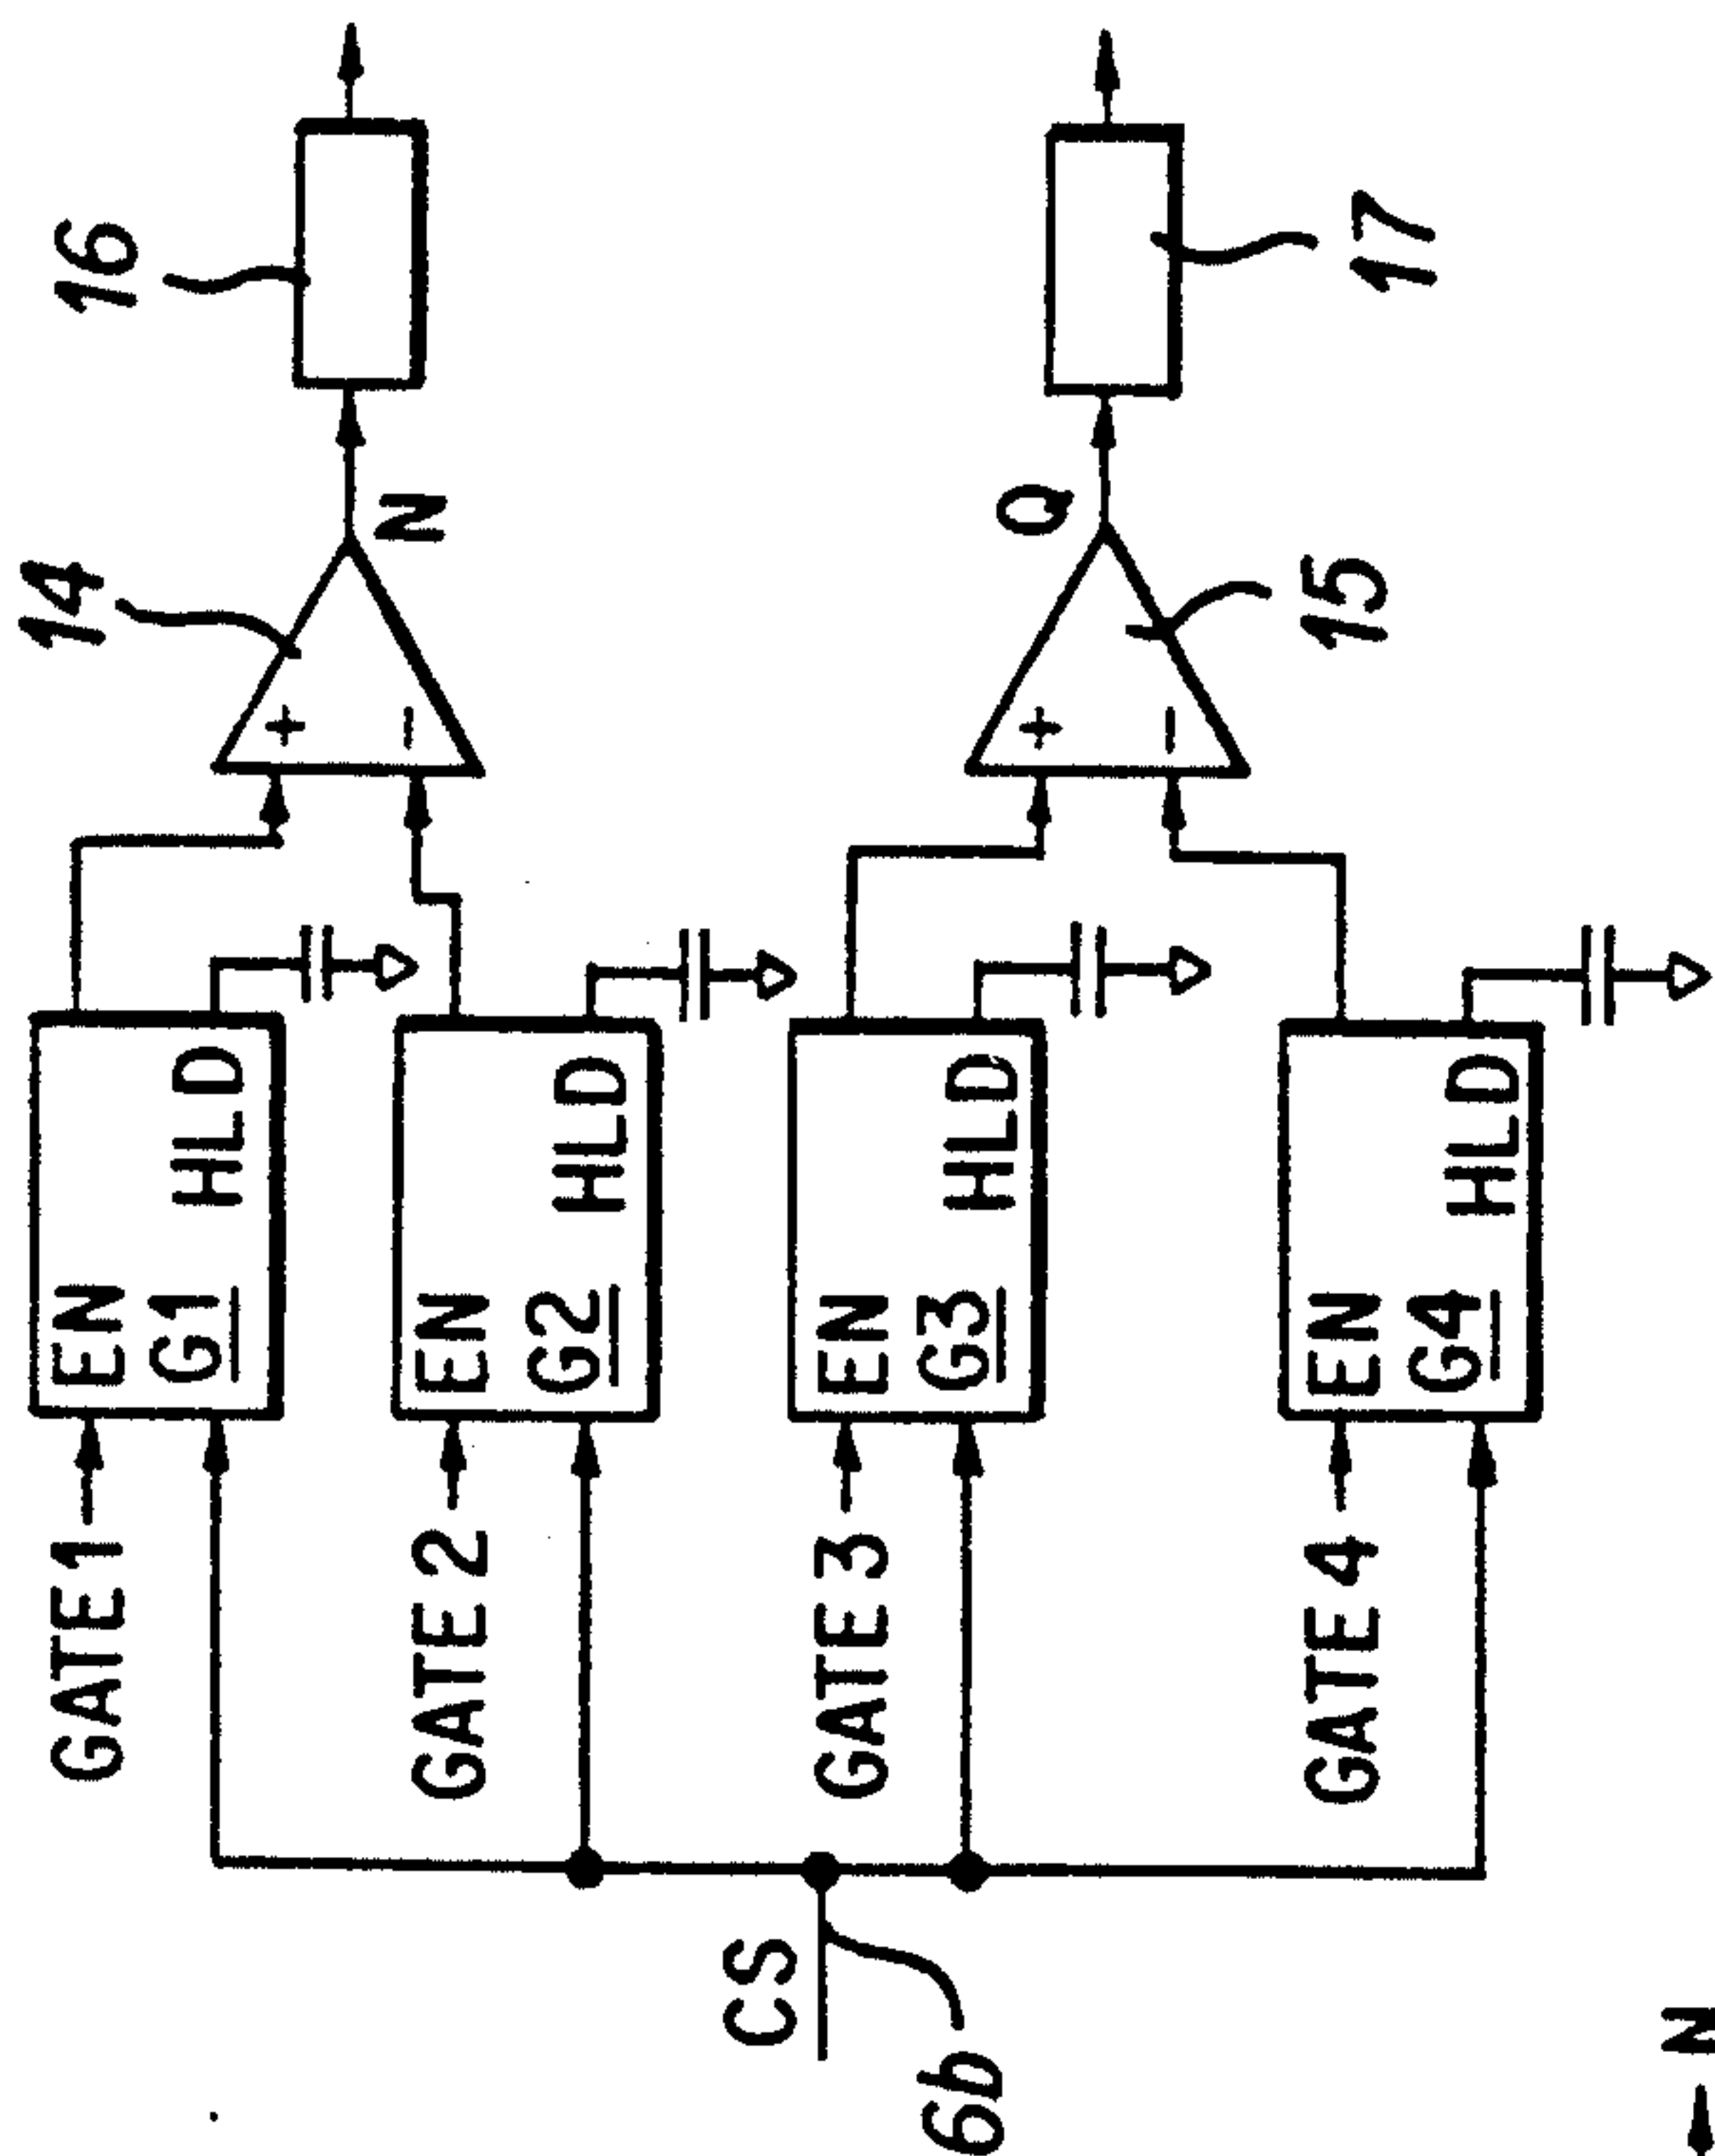 GATE 1
EN
G1
HLD
14
N
16
GATE 2
EN
G2
HLD
CS
6b
GATE 3
EN
G3
HLD
+
−
+
−
Q
15
17
GATE 4
EN
G4
HLD
N